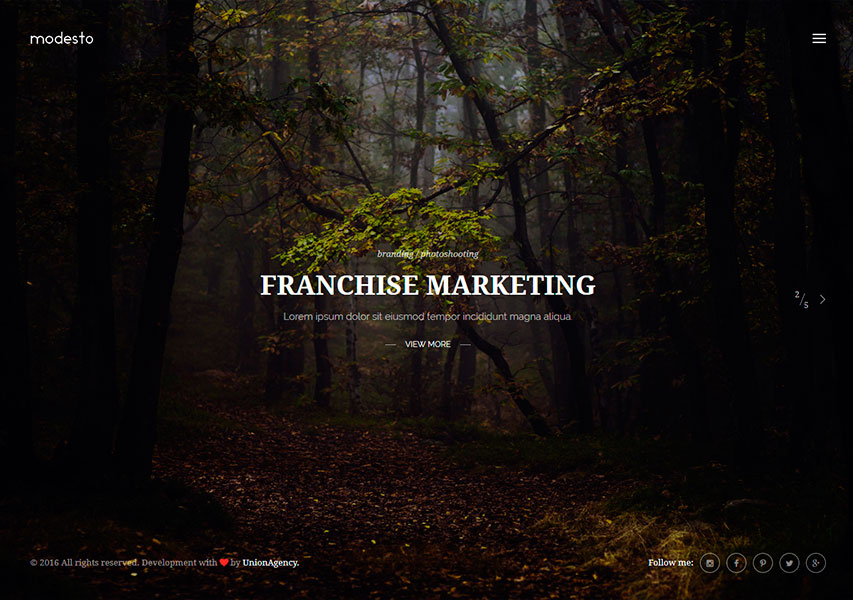 modesto
branding / photoshooting
FRANCHISE MARKETING
Lorem ipsum dolor sit eiusmod tempor incididunt magna aliqua
VIEW MORE
2/5
© 2016 All rights reserved. Development with ❤ by UnionAgency.
Follow me: